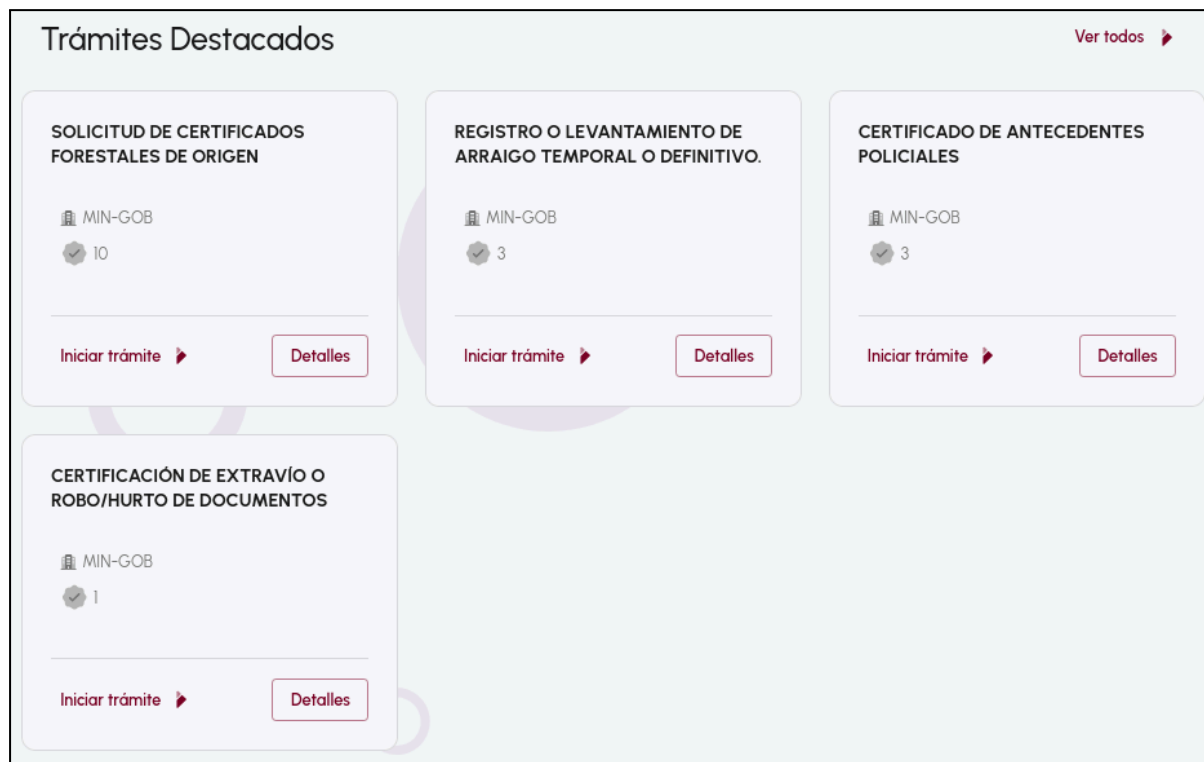 Trámites Destacados
Ver todos
SOLICITUD DE CERTIFICADOS
FORESTALES DE ORIGEN
MIN-GOB
10
Iniciar trámite
Detalles
REGISTRO O LEVANTAMIENTO DE
ARRAIGO TEMPORAL O DEFINITIVO.
MIN-GOB
3
Iniciar trámite
Detalles
CERTIFICADO DE ANTECEDENTES
POLICIALES
MIN-GOB
3
Iniciar trámite
Detalles
CERTIFICACIÓN DE EXTRAVÍO O
ROBO/HURTO DE DOCUMENTOS
MIN-GOB
1
Iniciar trámite
Detalles